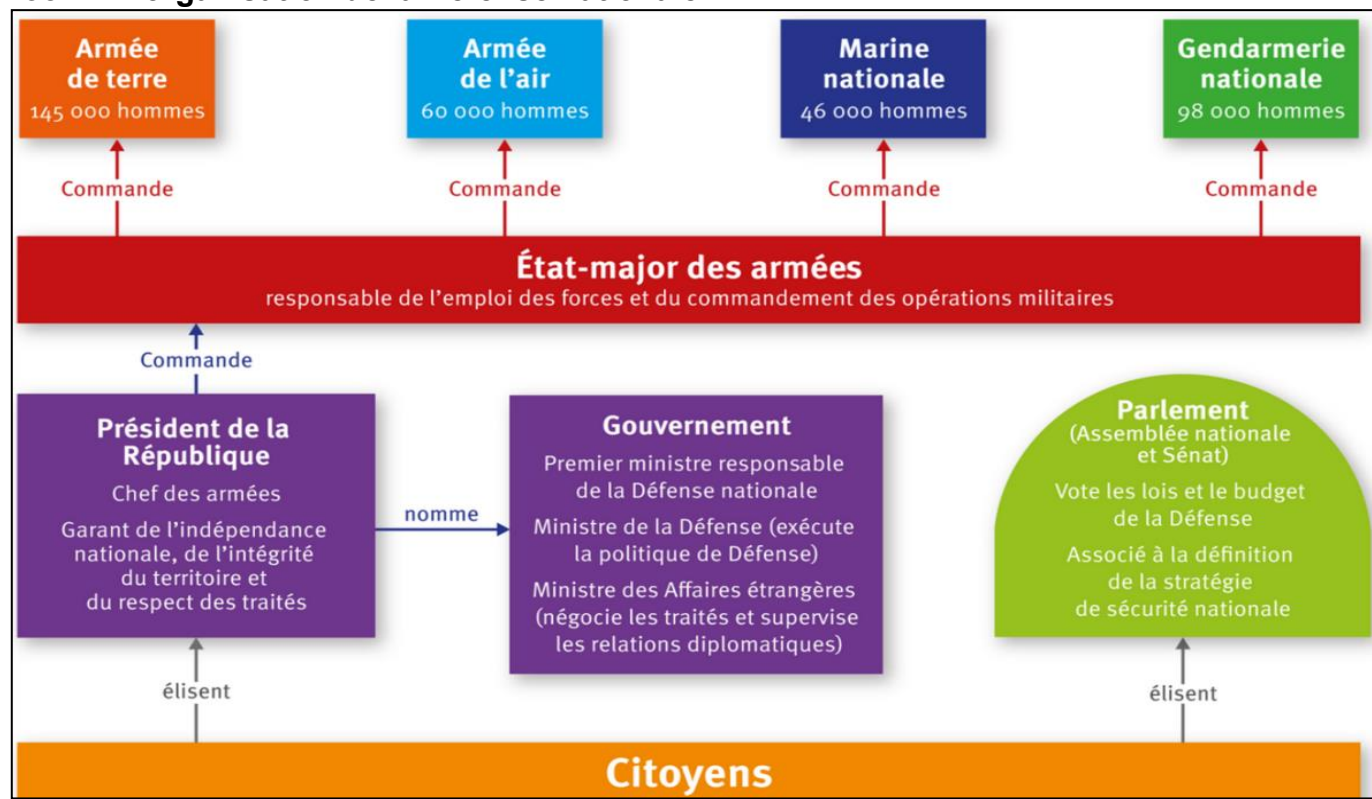 Armée
de terre
145 000 hommes
Armée
de l'air
60 000 hommes
Marine
nationale
46 000 hommes
Gendarmerie
nationale
98 000 hommes
Commande
Commande
Commande
Commande
État-major des armées
responsable de l'emploi des forces et du commandement des opérations militaires
Commande
Président de la
République
Chef des armées
Garant de l'indépendance
nationale, de l'intégrité
du territoire et
du respect des traités
nomme
Gouvernement
Premier ministre responsable
de la Défense nationale
Ministre de la Défense (exécute
la politique de Défense)
Ministre des Affaires étrangères
(négocie les traités et supervise
les relations diplomatiques)
Parlement
(Assemblée nationale
et Sénat)
Vote les lois et le budget
de la Défense
Associé à la définition
de la stratégie
de sécurité nationale
élisent
élisent
Citoyens